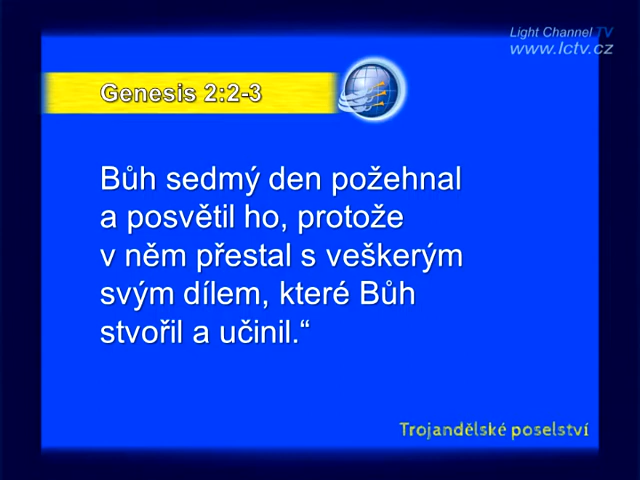 Light Channel TV
www.lctv.cz
Genesis 2:2-3
Bůh sedmý den požehnal
a posvětil ho, protože
v něm přestal s veškerým
svým dílem, které Bůh
stvořil a učinil.“
Trojandělské poselství